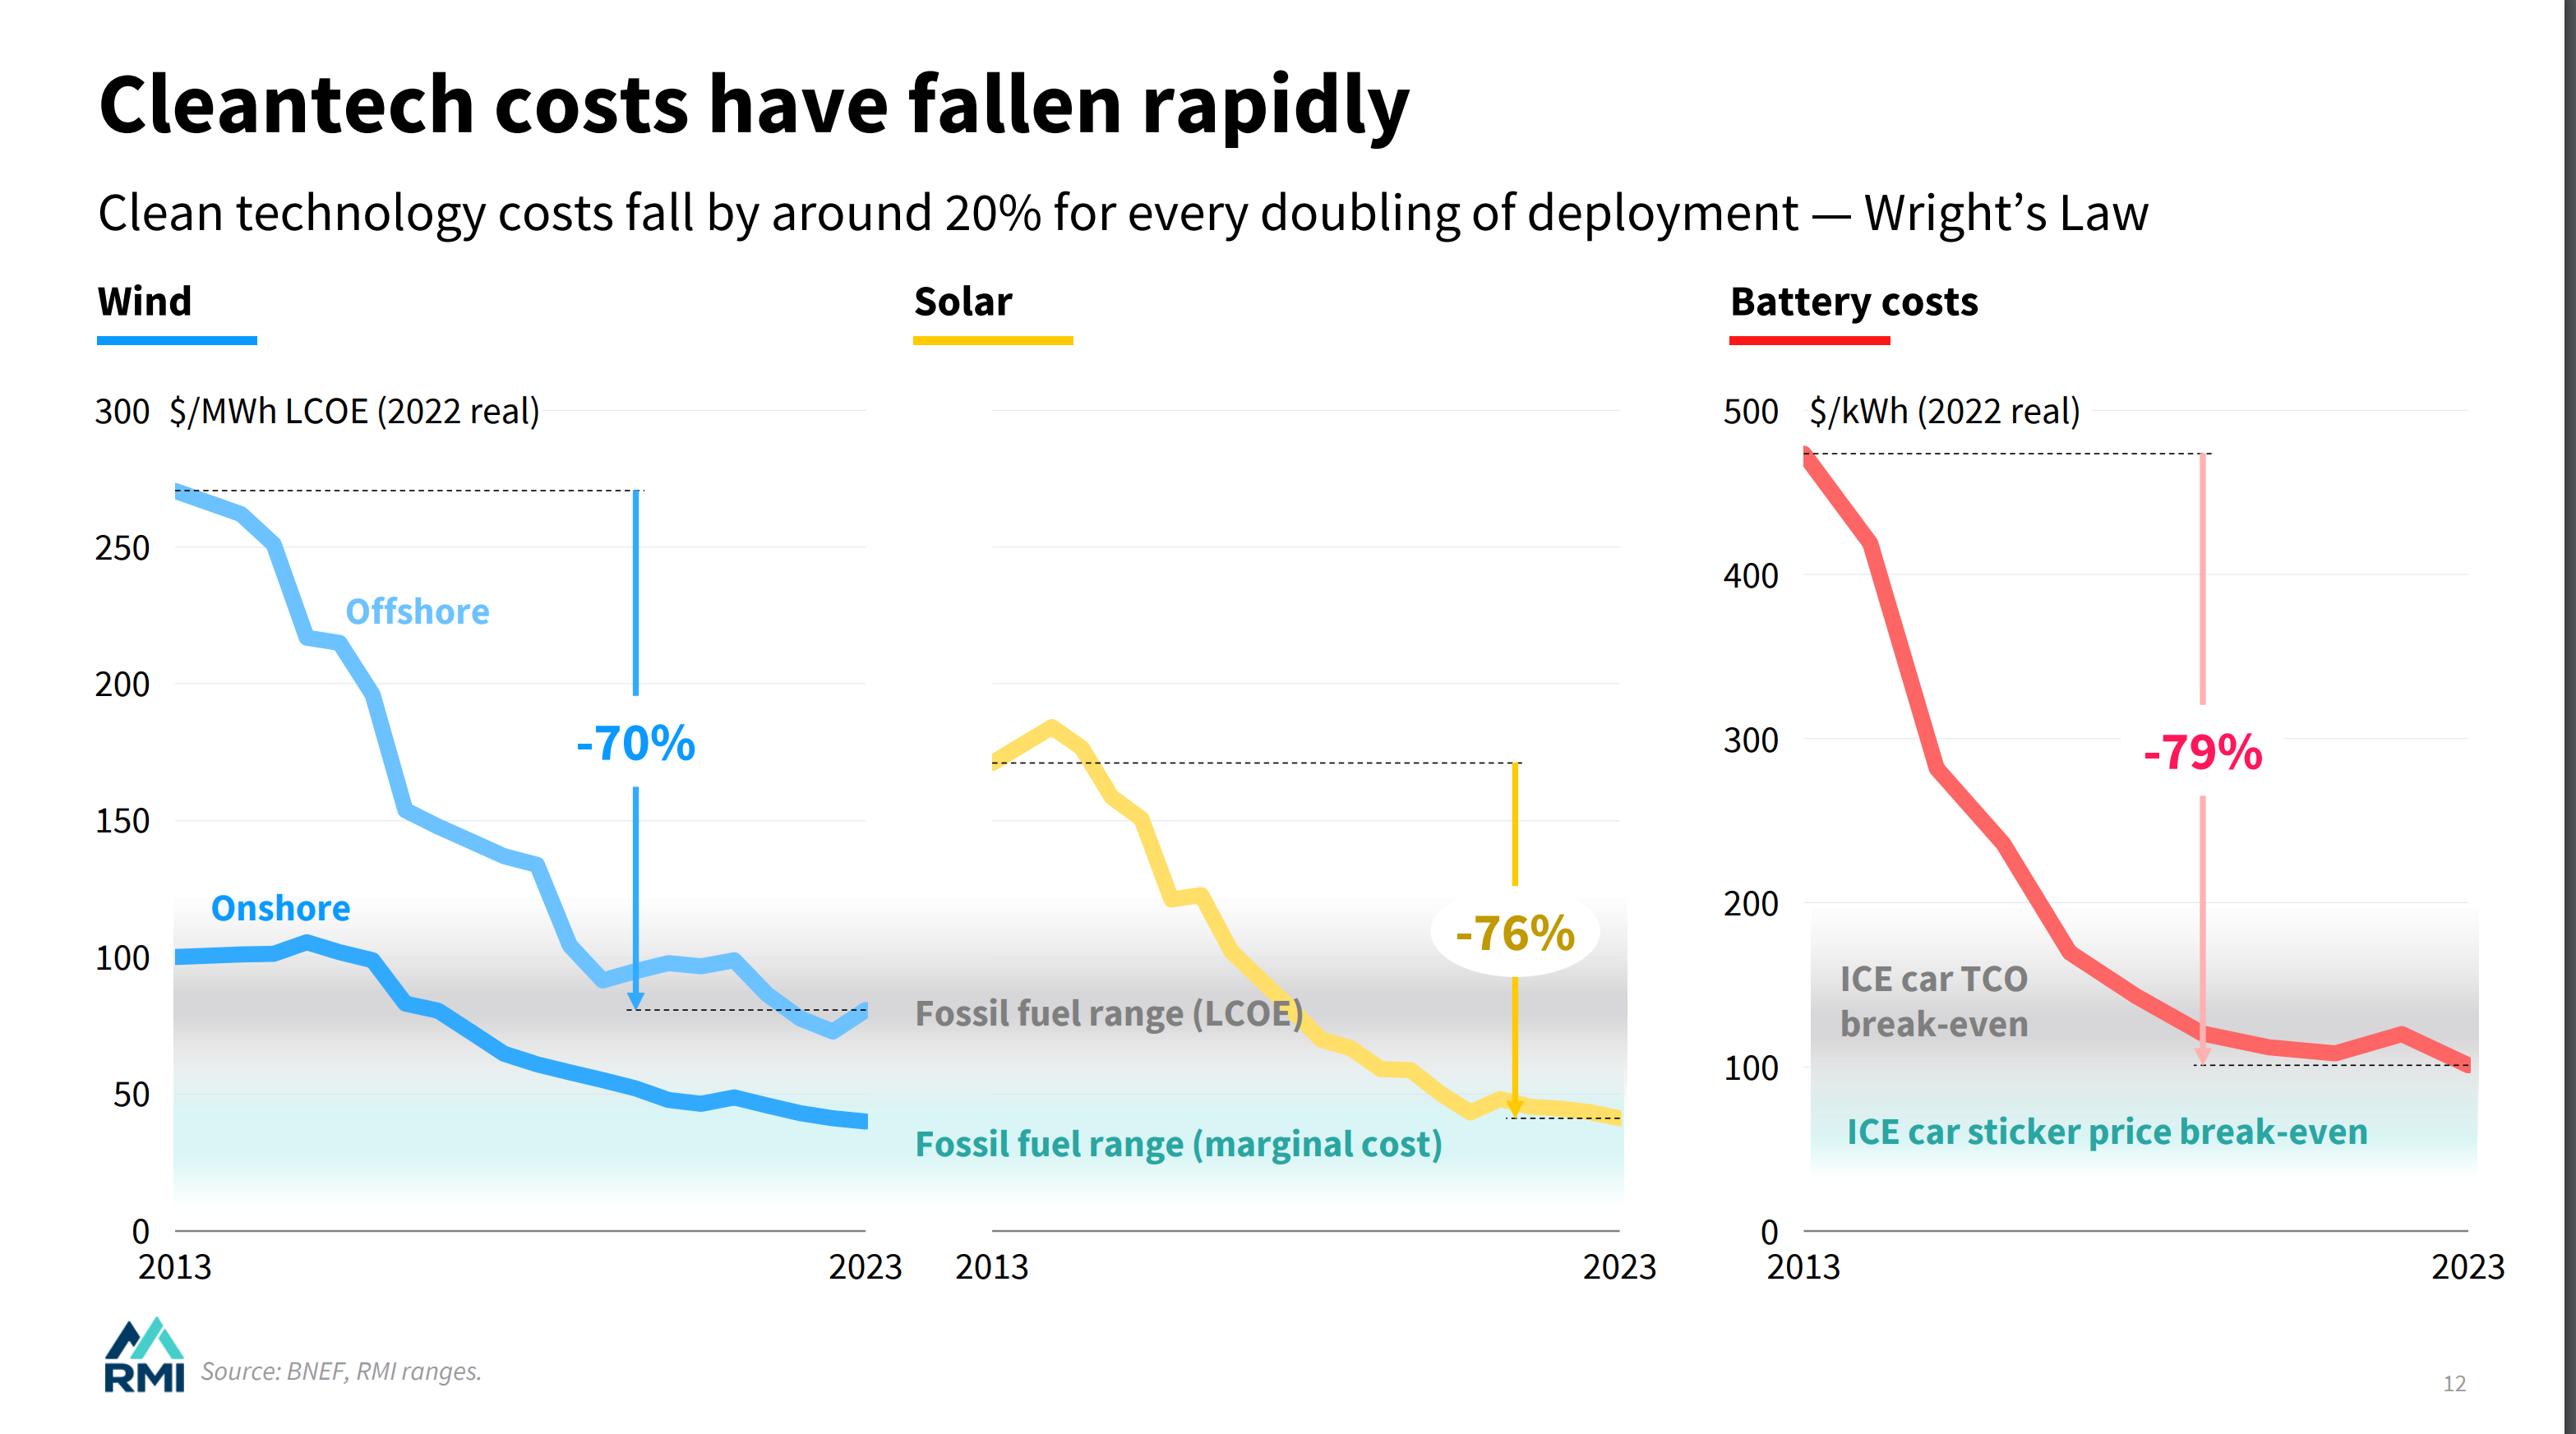 Cleantech costs have fallen rapidly
Clean technology costs fall by around 20% for every doubling of deployment — Wright’s Law
Wind
300 $/MWh LCOE (2022 real)
250
Offshore
200
-70%
150
Onshore
100
50
0
2013 2023
Solar
-76%
Fossil fuel range (LCOE)
Fossil fuel range (marginal cost)
2013 2023
Battery costs
500 $/kWh (2022 real)
400
300
-79%
200
ICE car TCO
break-even
100
ICE car sticker price break-even
0
2013 2023
RMI
Source: BNEF, RMI ranges.
12